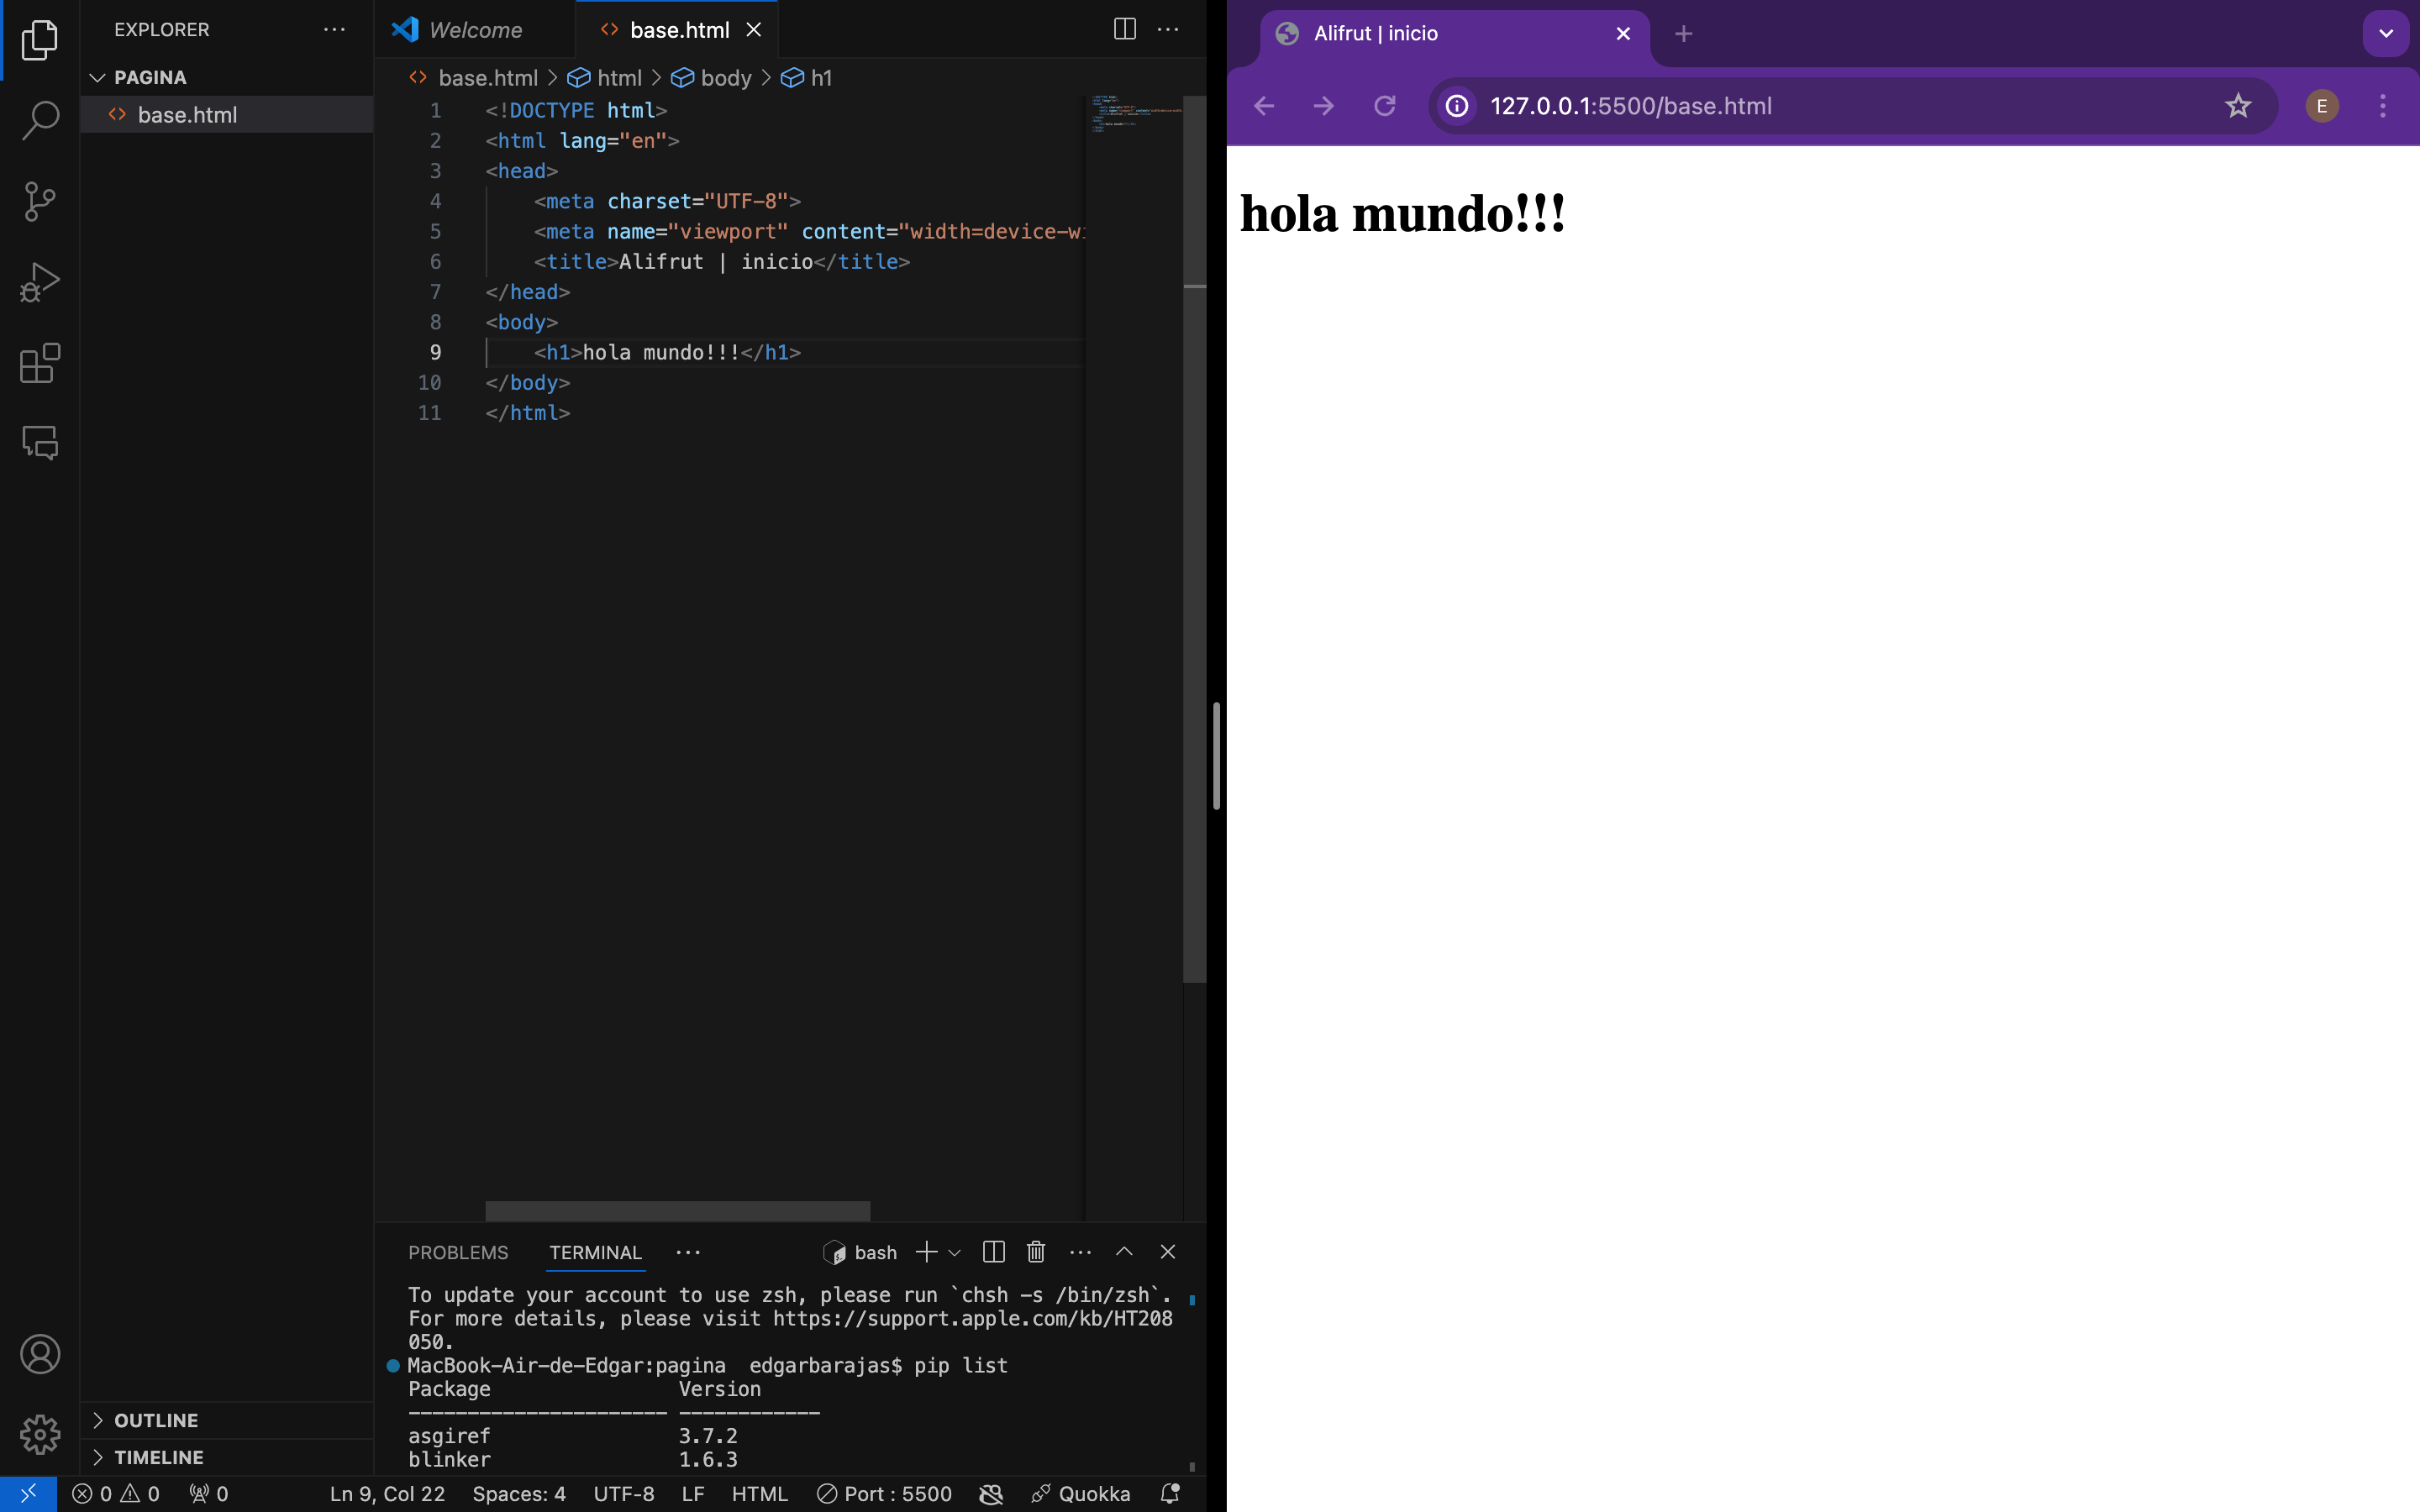 EXPLORER
PAGINA
base.html
OUTLINE
TIMELINE
Welcome
base.html
base.html > html > body > h1
1 <!DOCTYPE html>
2 <html lang="en">
3 <head>
4 <meta charset="UTF-8">
5 <meta name="viewport" content="width=device-wi
6 <title>Alifrut | inicio</title>
7 </head>
8 <body>
9 <h1>hola mundo!!!</h1>
10 </body>
11 </html>
PROBLEMS TERMINAL bash
To update your account to use zsh, please run `chsh -s /bin/zsh`.
For more details, please visit https://support.apple.com/kb/HT208
050.
MacBook-Air-de-Edgar:pagina edgarbarajas$ pip list
Package Version
---------------------- ------------
asgiref 3.7.2
blinker 1.6.3
0 0 0 Ln 9, Col 22 Spaces: 4 UTF-8 LF HTML Port : 5500 Quokka
Alifrut | inicio
127.0.0.1:5500/base.html
E
hola mundo!!!